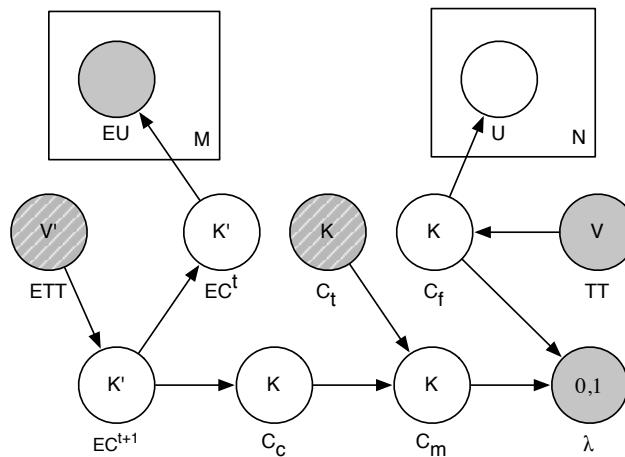 EU
M
U
N
V'
ETT
K'
EC^t
K
C_t
K
C_f
V
TT
K'
EC^{t+1}
K
C_c
K
C_m
0,1
λ